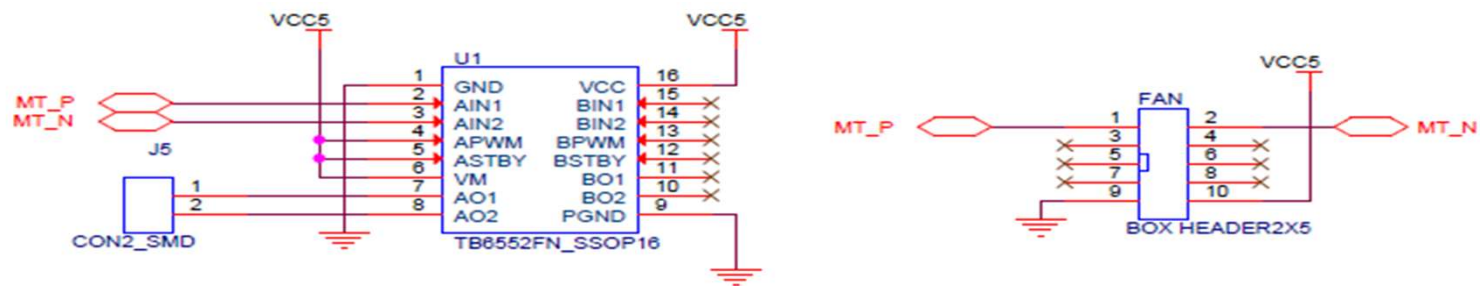 VCC5
VCC5
U1
1 GND VCC 16
MT_P 2 AIN1 BIN1 15
MT_N 3 AIN2 BIN2 14
4 APWM BPWM 13
J5
5 ASTBY BSTBY 12
6 VM BO1 11
1 7 AO1 BO2 10
2 8 AO2 PGND 9
CON2_SMD
TB6552FN_SSOP16
VCC5
FAN
MT_P 1 2 MT_N
3 4
5 6
7 8
9 10
BOX HEADER2X5